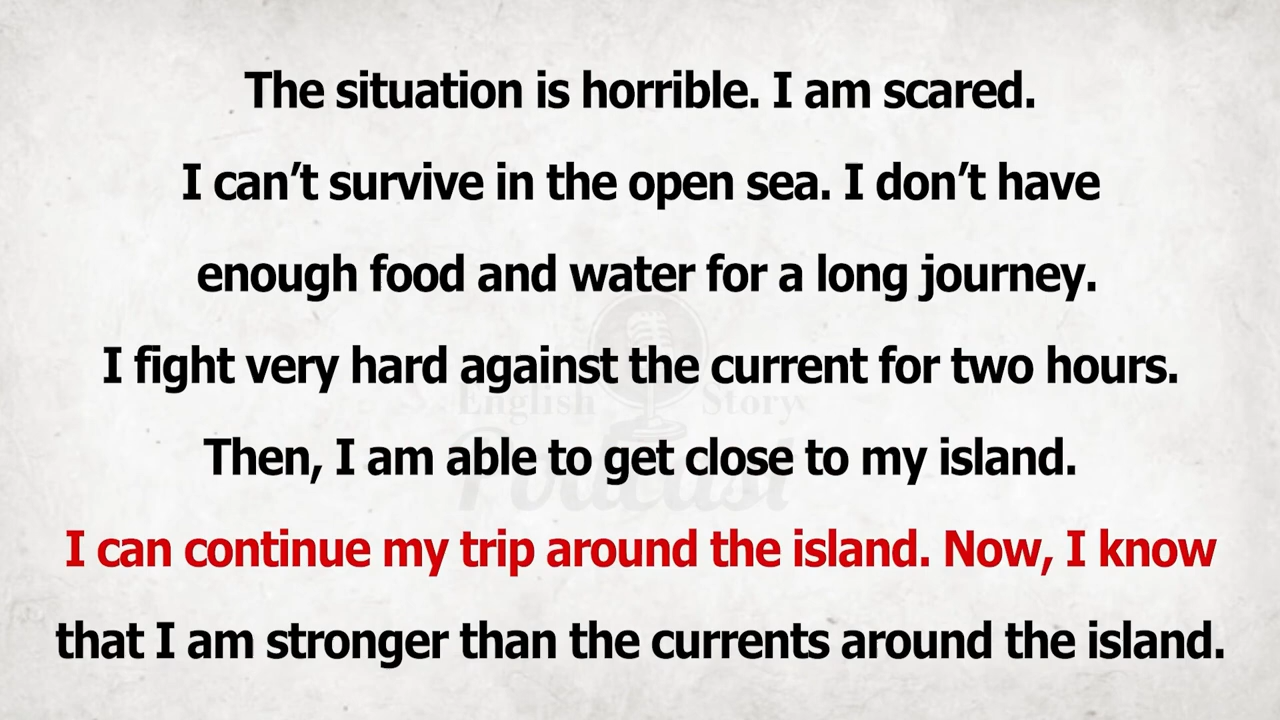 The situation is horrible. I am scared.
I can’t survive in the open sea. I don’t have
enough food and water for a long journey.
I fight very hard against the current for two hours.
English Story
Then, I am able to get close to my island.
Podcast
I can continue my trip around the island. Now, I know
that I am stronger than the currents around the island.